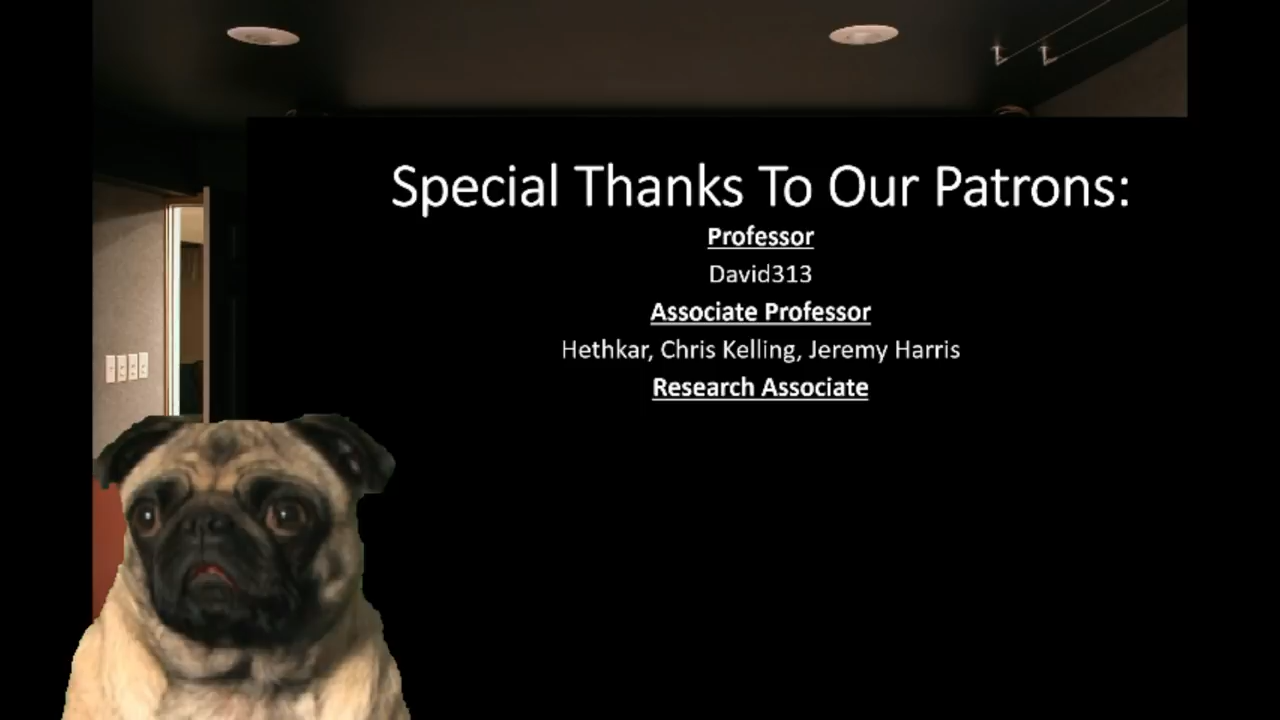 Special Thanks To Our Patrons:
Professor
David313
Associate Professor
Hethkar, Chris Kelling, Jeremy Harris
Research Associate